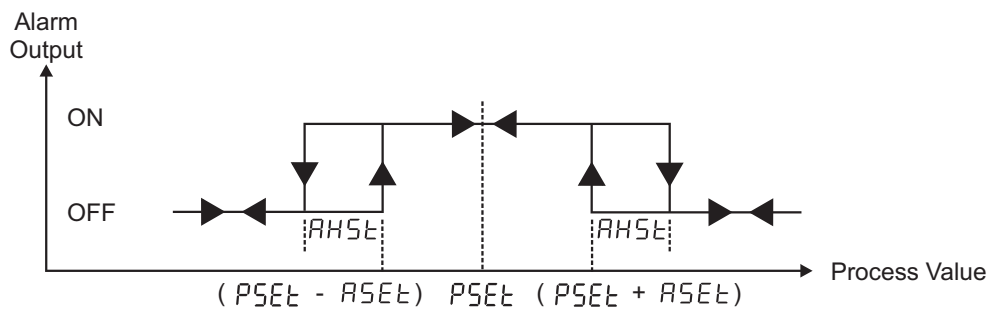 Alarm
Output
ON
OFF
AHSt AHSt
( PSEt - ASEt ) PSEt ( PSEt + ASEt )
Process Value